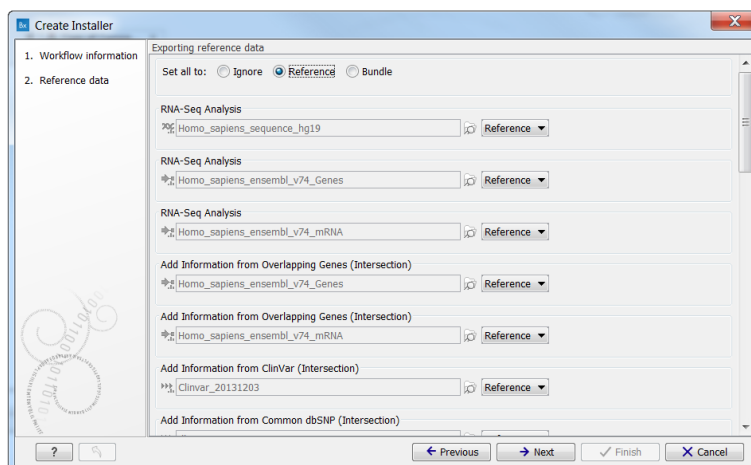 Bx Create Installer
1. Workflow information
2. Reference data
Exporting reference data
Set all to: Ignore Reference Bundle
RNA-Seq Analysis
Homo_sapiens_sequence_hg19 Reference
RNA-Seq Analysis
Homo_sapiens_ensembl_v74_Genes Reference
RNA-Seq Analysis
Homo_sapiens_ensembl_v74_mRNA Reference
Add Information from Overlapping Genes (Intersection)
Homo_sapiens_ensembl_v74_Genes Reference
Add Information from Overlapping Genes (Intersection)
Homo_sapiens_ensembl_v74_mRNA Reference
Add Information from ClinVar (Intersection)
Clinvar_20131203 Reference
Add Information from Common dbSNP (Intersection)
? Previous Next Finish Cancel